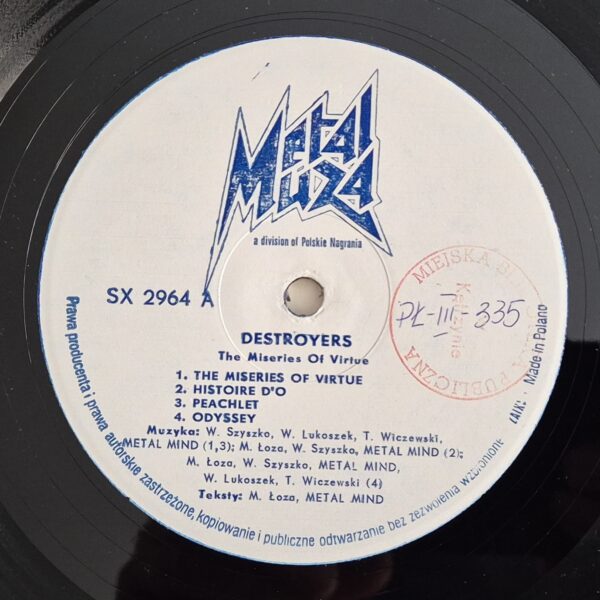 Metal
Muza
a division of Polskie Nagrania
SX 2964 A
DESTROYERS
The Miseries Of Virtue
1. THE MISERIES OF VIRTUE
2. HISTOIRE D'O
3. PEACHLET
4. ODYSSEY
Muzyka: W. Szyszko, W. Lukoszek, T. Wiczewski,
METAL MIND (1,3); M. Łoza, W. Szyszko, METAL MIND (2);
M. Łoza, W. Szyszko, METAL MIND,
W. Lukoszek, T. Wiczewski (4)
Teksty: M. Łoza, METAL MIND
Prawa producenta i prawa autorskie zastrzeżone, kopiowanie i publiczne odtwarzanie bez zezwolenia wzbronione
Made in Poland
MIEJSKA
PUBLICZNA
PŁ-III-335